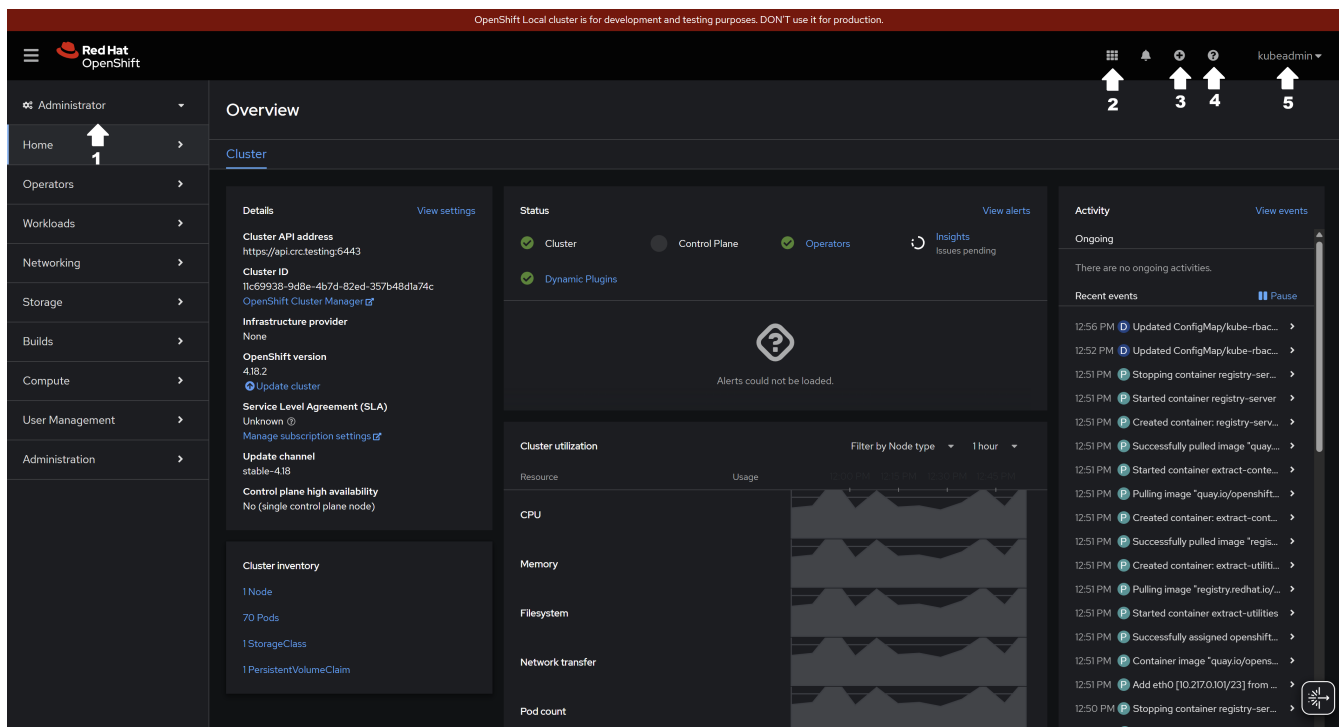 OpenShift Local cluster is for development and testing purposes. DON'T use it for production.
Red Hat
OpenShift
kubeadmin
2
3
4
5
Administrator
1
Home
Operators
Workloads
Networking
Storage
Builds
Compute
User Management
Administration
Overview
Cluster
Details View settings
Cluster API address
https://api.crc.testing:6443
Cluster ID
11c69938-9d8e-4b7d-82ed-357b48d1a74c
OpenShift Cluster Manager
Infrastructure provider
None
OpenShift version
4.18.2
Update cluster
Service Level Agreement (SLA)
Unknown
Manage subscription settings
Update channel
stable-4.18
Control plane high availability
No (single control plane node)
Cluster inventory
1 Node
70 Pods
1 StorageClass
1 PersistentVolumeClaim
Status View alerts
Cluster Control Plane Operators Insights
Issues pending
Dynamic Plugins
Alerts could not be loaded.
Cluster utilization Filter by Node type 1 hour
Resource Usage 12:00 PM 12:15 PM 12:30 PM 12:45 PM
CPU
Memory
Filesystem
Network transfer
Pod count
Activity View events
Ongoing
There are no ongoing activities.
Recent events Pause
12:56 PM D Updated ConfigMap/kube-rbac...
12:52 PM D Updated ConfigMap/kube-rbac...
12:51 PM P Stopping container registry-ser...
12:51 PM P Started container registry-server
12:51 PM P Created container: registry-serv...
12:51 PM P Successfully pulled image "quay....
12:51 PM P Started container extract-conte...
12:51 PM P Pulling image "quay.io/openshift...
12:51 PM P Created container: extract-cont...
12:51 PM P Successfully pulled image "regis...
12:51 PM P Created container: extract-utiliti...
12:51 PM P Pulling image "registry.redhat.io/...
12:51 PM P Started container extract-utilities
12:51 PM P Successfully assigned openshift...
12:51 PM P Container image "quay.io/opens...
12:51 PM P Add eth0 [10.217.0.101/23] from ...
12:50 PM P Stopping container registry-ser...